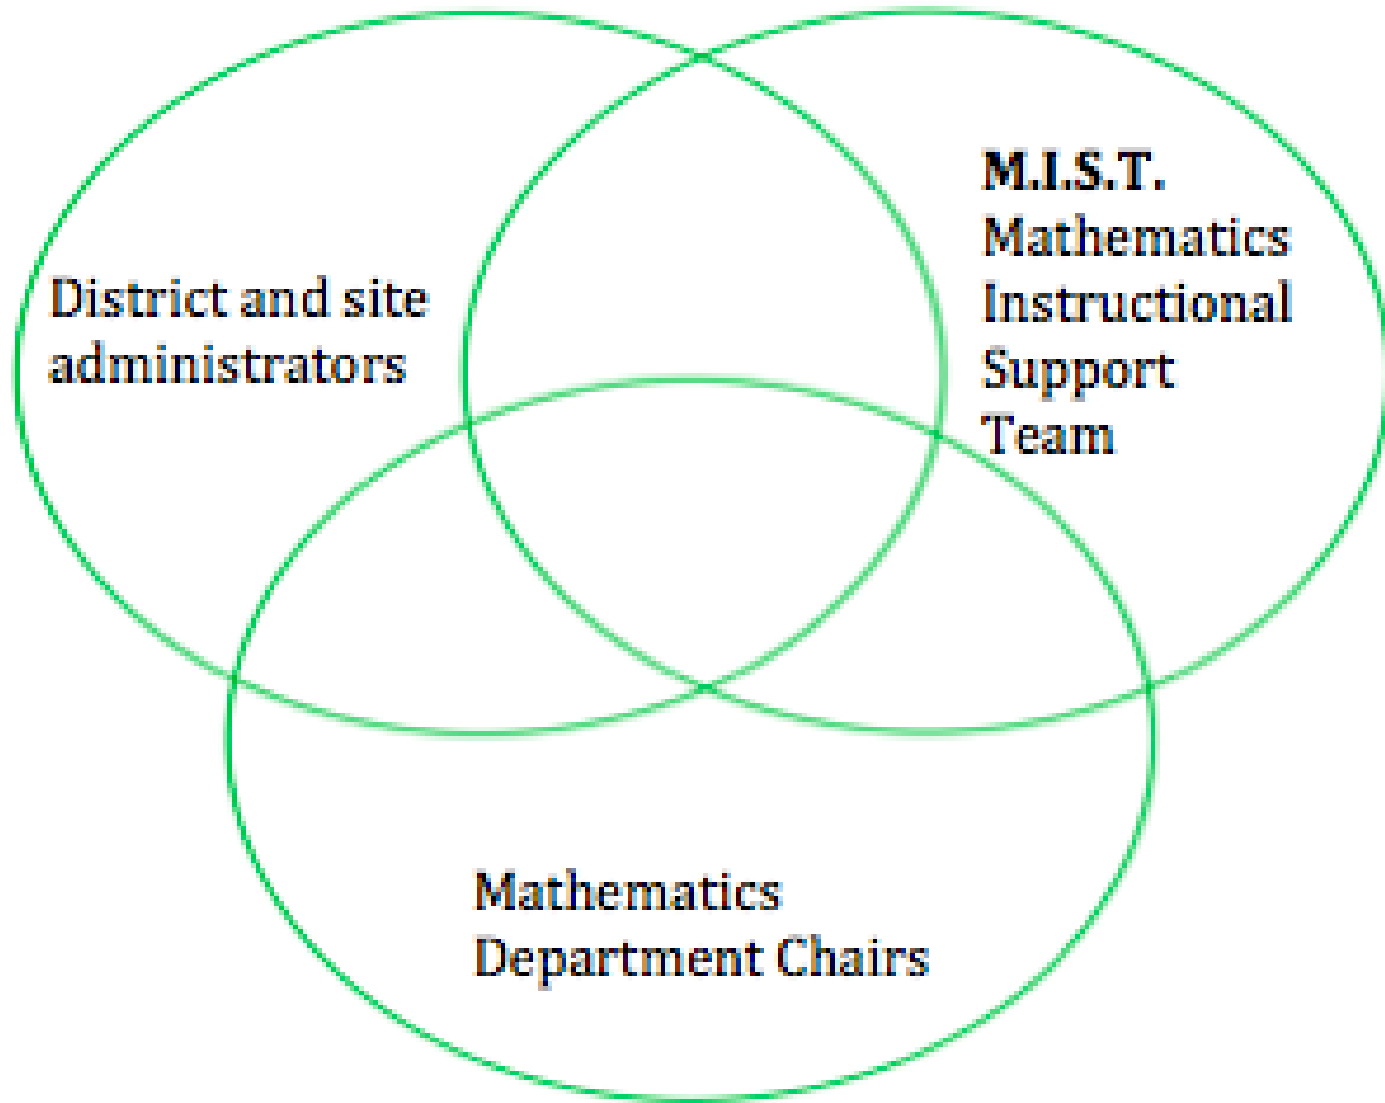 District and site
administrators
M.I.S.T.
Mathematics
Instructional
Support
Team
Mathematics
Department Chairs